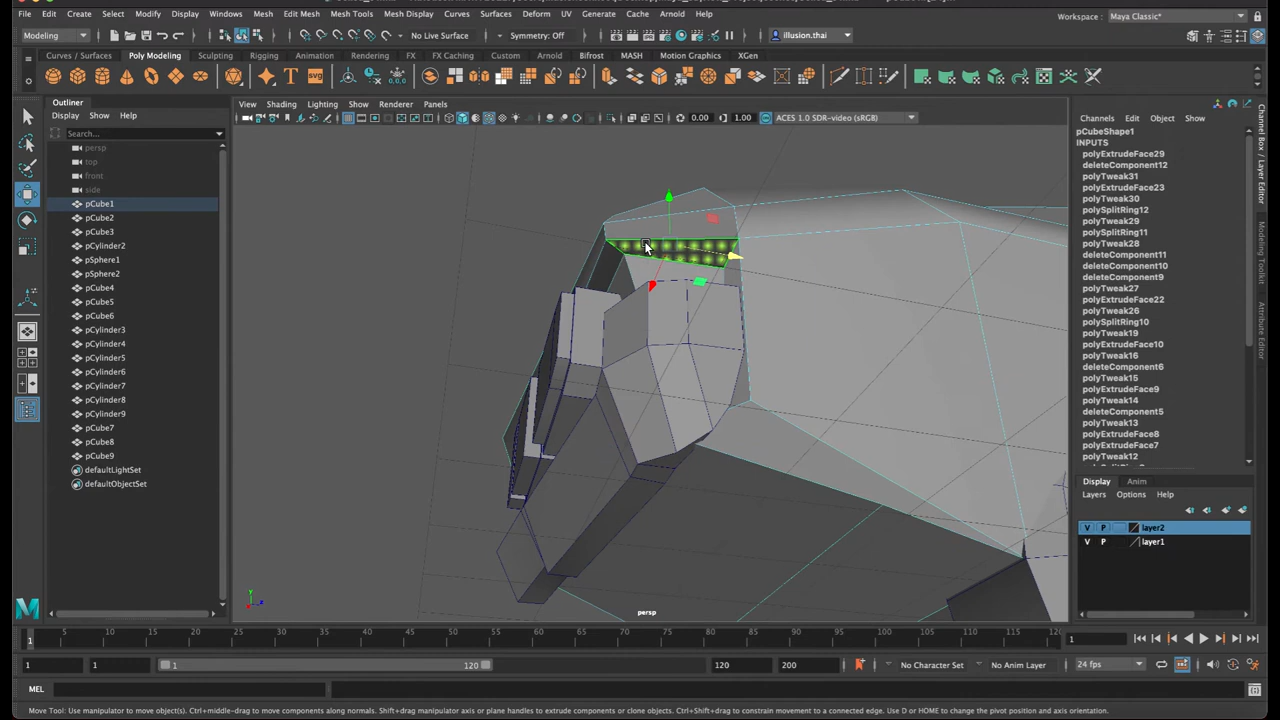 File Edit Create Select Modify Display Windows Mesh Edit Mesh Mesh Tools Mesh Display Curves Surfaces Deform UV Generate Cache Arnold Help
Workspace : Maya Classic*
Modeling
No Live Surface
Symmetry: Off
illusion.thai
Curves / Surfaces Poly Modeling Sculpting Rigging Animation Rendering FX FX Caching Custom Arnold Bifrost MASH Motion Graphics XGen
Outliner
Display Show Help
Search...
persp
top
front
side
pCube1
pCube2
pCube3
pCylinder2
pSphere1
pSphere2
pCube4
pCube5
pCube6
pCylinder3
pCylinder4
pCylinder5
pCylinder6
pCylinder7
pCylinder8
pCylinder9
pCube7
pCube8
pCube9
defaultLightSet
defaultObjectSet
View Shading Lighting Show Renderer Panels
0.00 1.00 ACES 1.0 SDR-video (sRGB)
persp
Channels Edit Object Show
pCubeShape1
INPUTS
polyExtrudeFace29
deleteComponent12
polyTweak31
polyExtrudeFace23
polyTweak30
polySplitRing12
polyTweak29
polySplitRing11
polyTweak28
deleteComponent11
deleteComponent10
deleteComponent9
polyTweak27
polyExtrudeFace22
polyTweak26
polySplitRing10
polyTweak19
polyExtrudeFace10
polyTweak16
deleteComponent6
polyTweak15
polyExtrudeFace9
polyTweak14
deleteComponent5
polyTweak13
polyExtrudeFace8
polyExtrudeFace7
polyTweak12
Channel Box / Layer Editor
Modeling Toolkit
Attribute Editor
Display Anim
Layers Options Help
V P layer2
V P layer1
1 5 10 15 20 25 30 35 40 45 50 55 60 65 70 75 80 85 90 95 100 105 110 115 120
1
1 1 1 120 120 200 No Character Set No Anim Layer 24 fps
MEL
Move Tool: Use manipulator to move object(s). Ctrl+middle-drag to move components along normals. Shift+drag manipulator axis or plane handles to extrude components or clone objects. Ctrl+Shift+drag to constrain movement to a connected edge. Use D or HOME to change the pivot position and axis orientation.